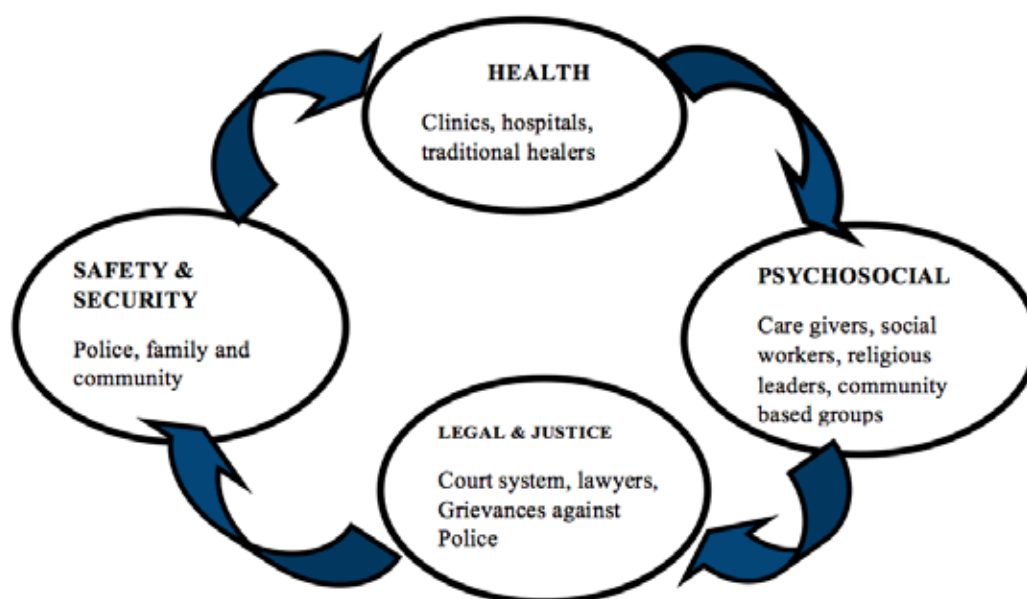 HEALTH
Clinics, hospitals,
traditional healers
SAFETY &
SECURITY
Police, family and
community
PSYCHOSOCIAL
Care givers, social
workers, religious
leaders, community
based groups
LEGAL & JUSTICE
Court system, lawyers,
Grievances against
Police